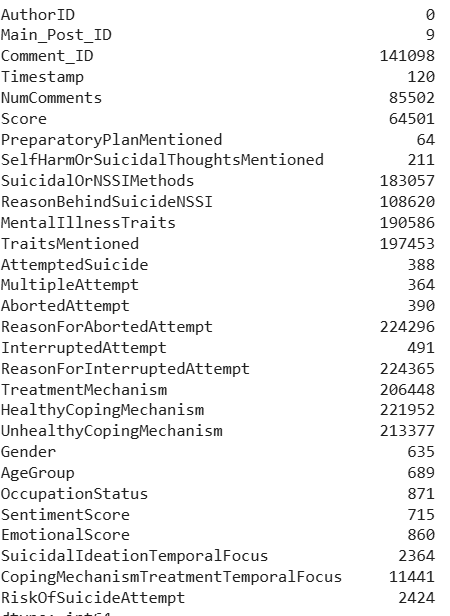 AuthorID 0
Main_Post_ID 9
Comment_ID 141098
Timestamp 120
NumComments 85502
Score 64501
PreparatoryPlanMentioned 64
SelfHarmOrSuicidalThoughtsMentioned 211
SuicidalOrNSSIMethods 183057
ReasonBehindSuicideNSSI 108620
MentalIllnessTraits 190586
TraitsMentioned 197453
AttemptedSuicide 388
MultipleAttempt 364
AbortedAttempt 390
ReasonForAbortedAttempt 224296
InterruptedAttempt 491
ReasonForInterruptedAttempt 224365
TreatmentMechanism 206448
HealthyCopingMechanism 221952
UnhealthyCopingMechanism 213377
Gender 635
AgeGroup 689
OccupationStatus 871
SentimentScore 715
EmotionalScore 860
SuicidalIdeationTemporalFocus 2364
CopingMechanismTreatmentTemporalFocus 11441
RiskOfSuicideAttempt 2424
dtype: int64